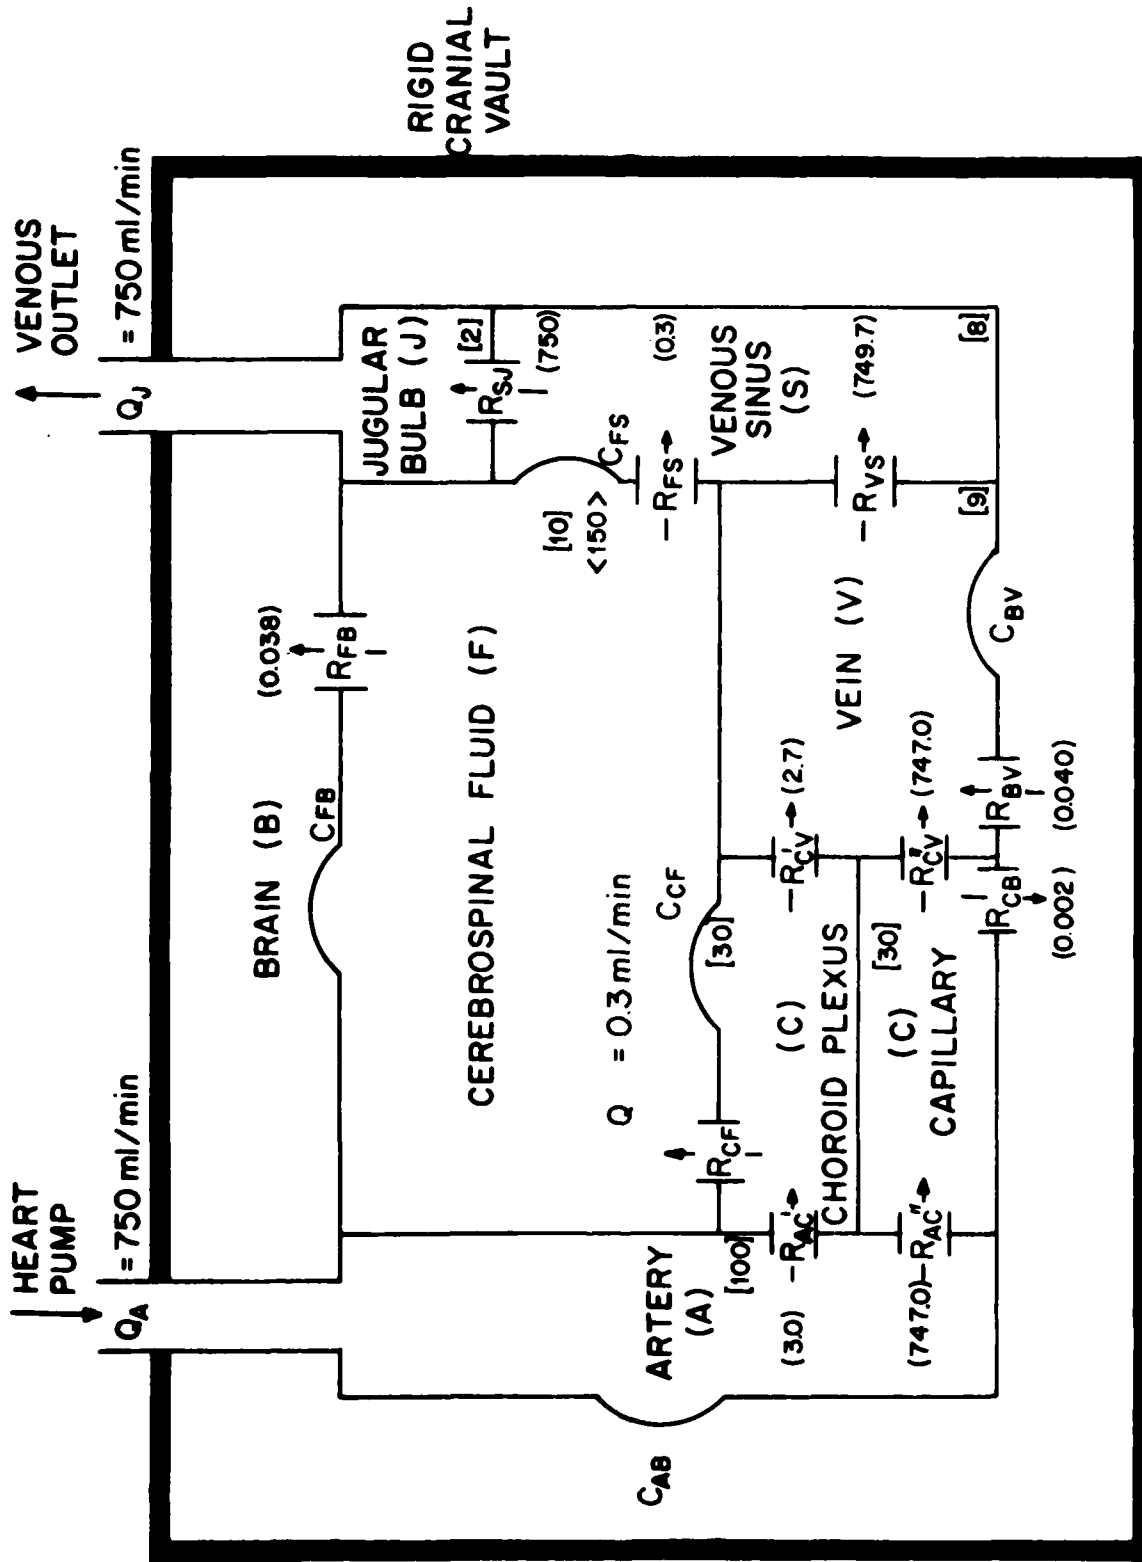 HEART
PUMP
= 750 ml/min
QA
VENOUS
OUTLET
= 750 ml/min
QJ
RIGID
CRANIAL
VAULT
BRAIN (B)
CFB
(0.038)
RFB
JUGULAR
BULB (J)
[2]
RSJ
(750)
CEREBROSPINAL FLUID (F)
[10]
<150>
CFS
-RFS
(0.3)
Q = 0.3 ml/min
RCF
CCF
[30]
VENOUS
SINUS
(S)
CAB
ARTERY
(A)
[100]
(3.0)
-RAC'
(C)
CHOROID PLEXUS
-R'CV
(2.7)
VEIN (V)
-RVS
(749.7)
(747.0)
-RAC"
[30]
(C)
CAPILLARY
-R"CV
(747.0)
[9]
[8]
RCB
(0.002)
RBV
(0.040)
CBV